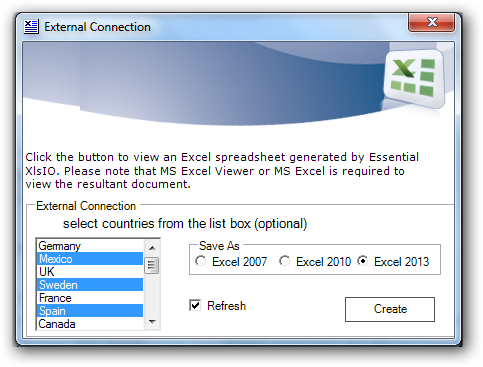 External Connection
Click the button to view an Excel spreadsheet generated by Essential
XlsIO. Please note that MS Excel Viewer or MS Excel is required to
view the resultant document.
External Connection
select countries from the list box (optional)
Germany
Mexico
UK
Sweden
France
Spain
Canada
Save As
Excel 2007 Excel 2010 Excel 2013
Refresh
Create